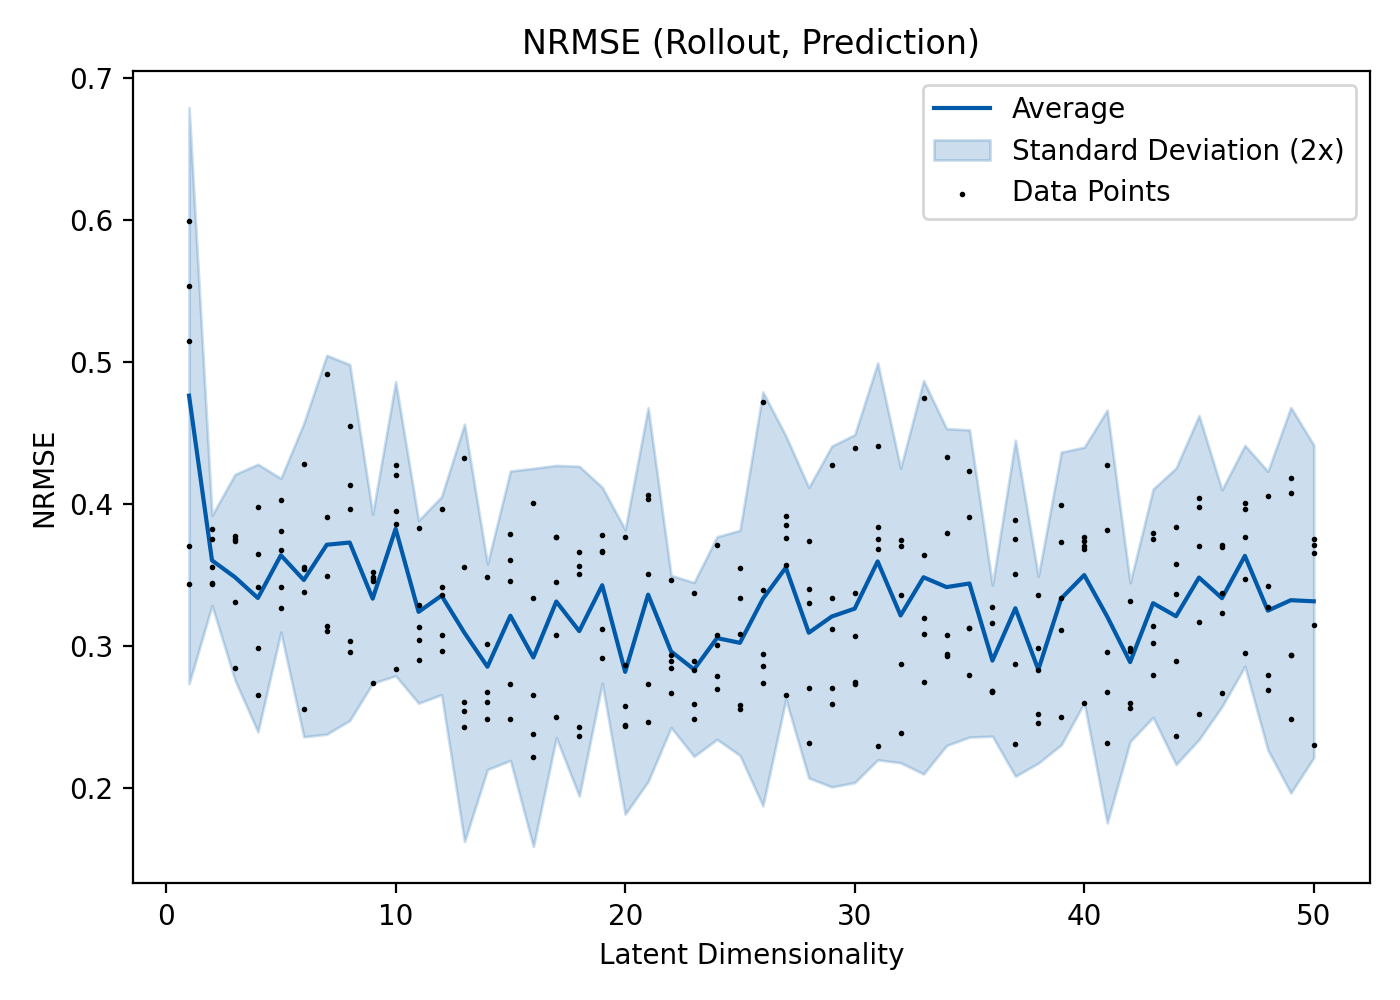 NRMSE (Rollout, Prediction)
Average
Standard Deviation (2x)
Data Points
NRMSE
0.7
0.6
0.5
0.4
0.3
0.2
0
10
20
30
40
50
Latent Dimensionality